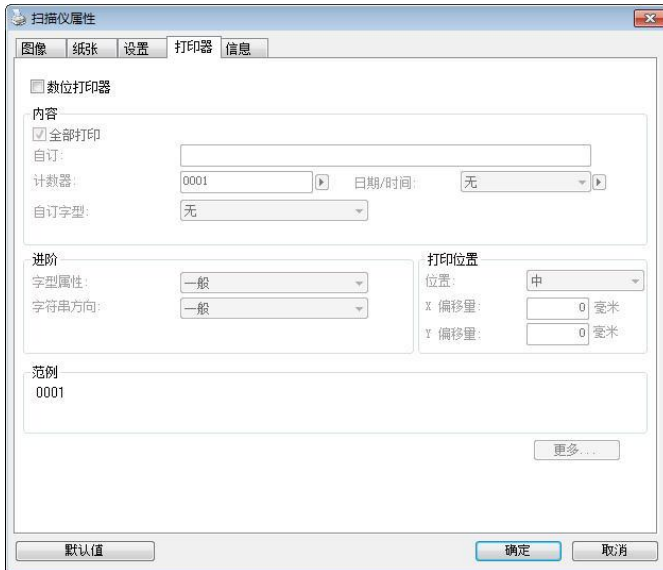 扫描仪属性
图像 纸张 设置 打印器 信息
数位打印器
内容
全部打印
自订:
计数器: 0001 日期/时间: 无
自订字型: 无
进阶
字型属性: 一般
字符串方向: 一般
打印位置
位置: 中
X 偏移量: 0 毫米
Y 偏移量: 0 毫米
范例
0001
更多...
默认值 确定 取消